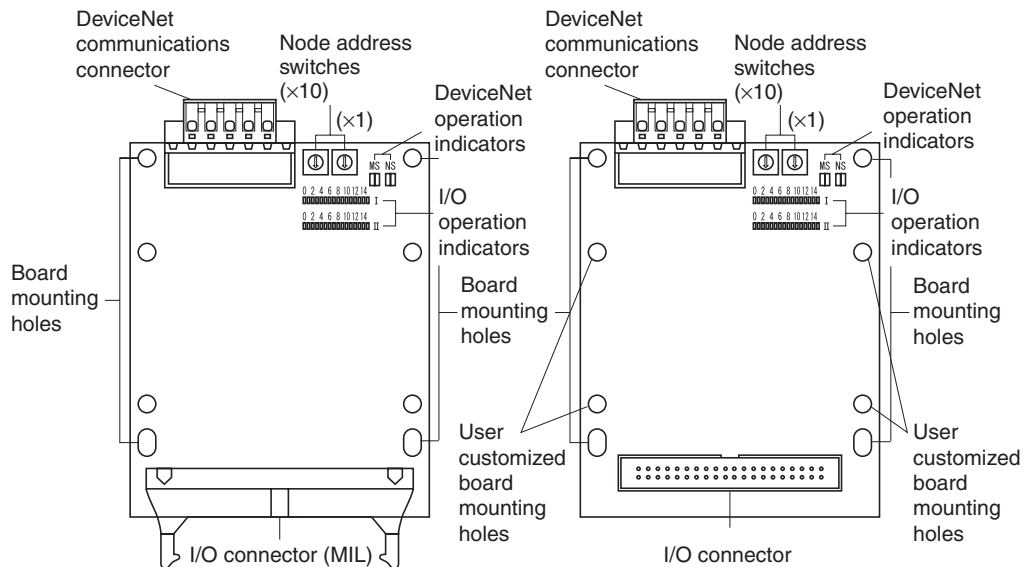 DeviceNet
communications
connector
Node address
switches
(×10)
(×1)
DeviceNet
operation
indicators
MS NS
0 2 4 6 8 10 12 14
I
0 2 4 6 8 10 12 14
II
I/O
operation
indicators
Board
mounting
holes
Board
mounting
holes
User
customized
board
mounting
holes
I/O connector (MIL)
DeviceNet
communications
connector
Node address
switches
(×10)
(×1)
DeviceNet
operation
indicators
MS NS
0 2 4 6 8 10 12 14
I
0 2 4 6 8 10 12 14
II
I/O
operation
indicators
Board
mounting
holes
User
customized
board
mounting
holes
I/O connector